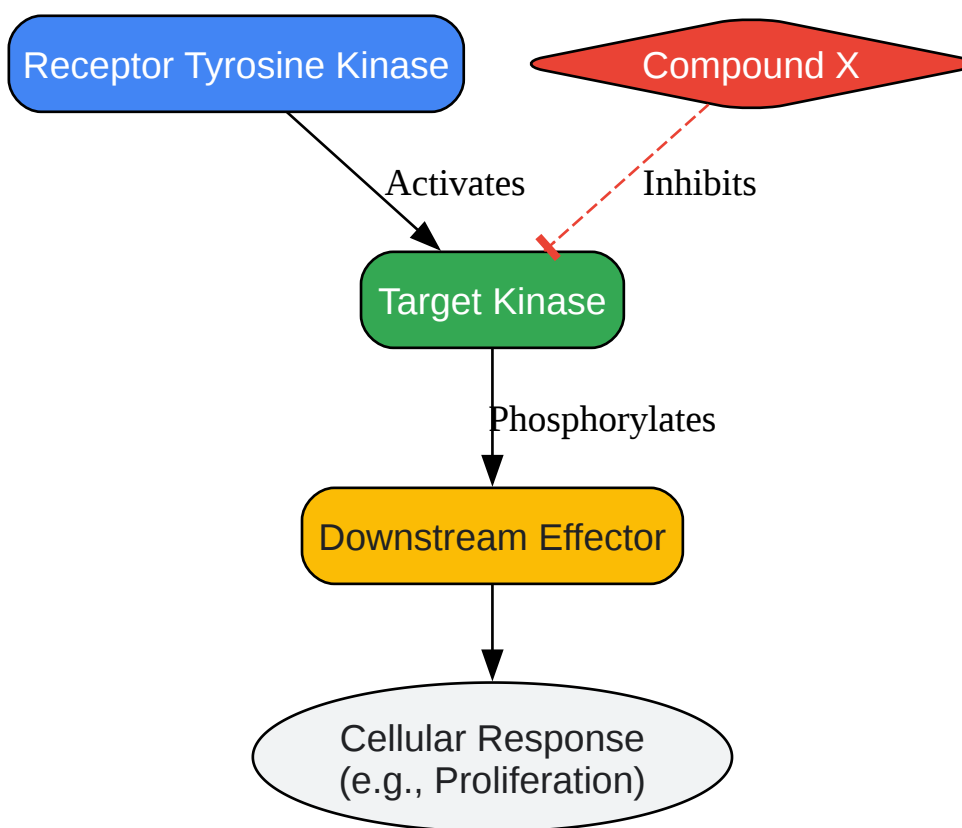 Receptor Tyrosine Kinase
Compound X
Activates
Inhibits
Target Kinase
Phosphorylates
Downstream Effector
Cellular Response
(e.g., Proliferation)